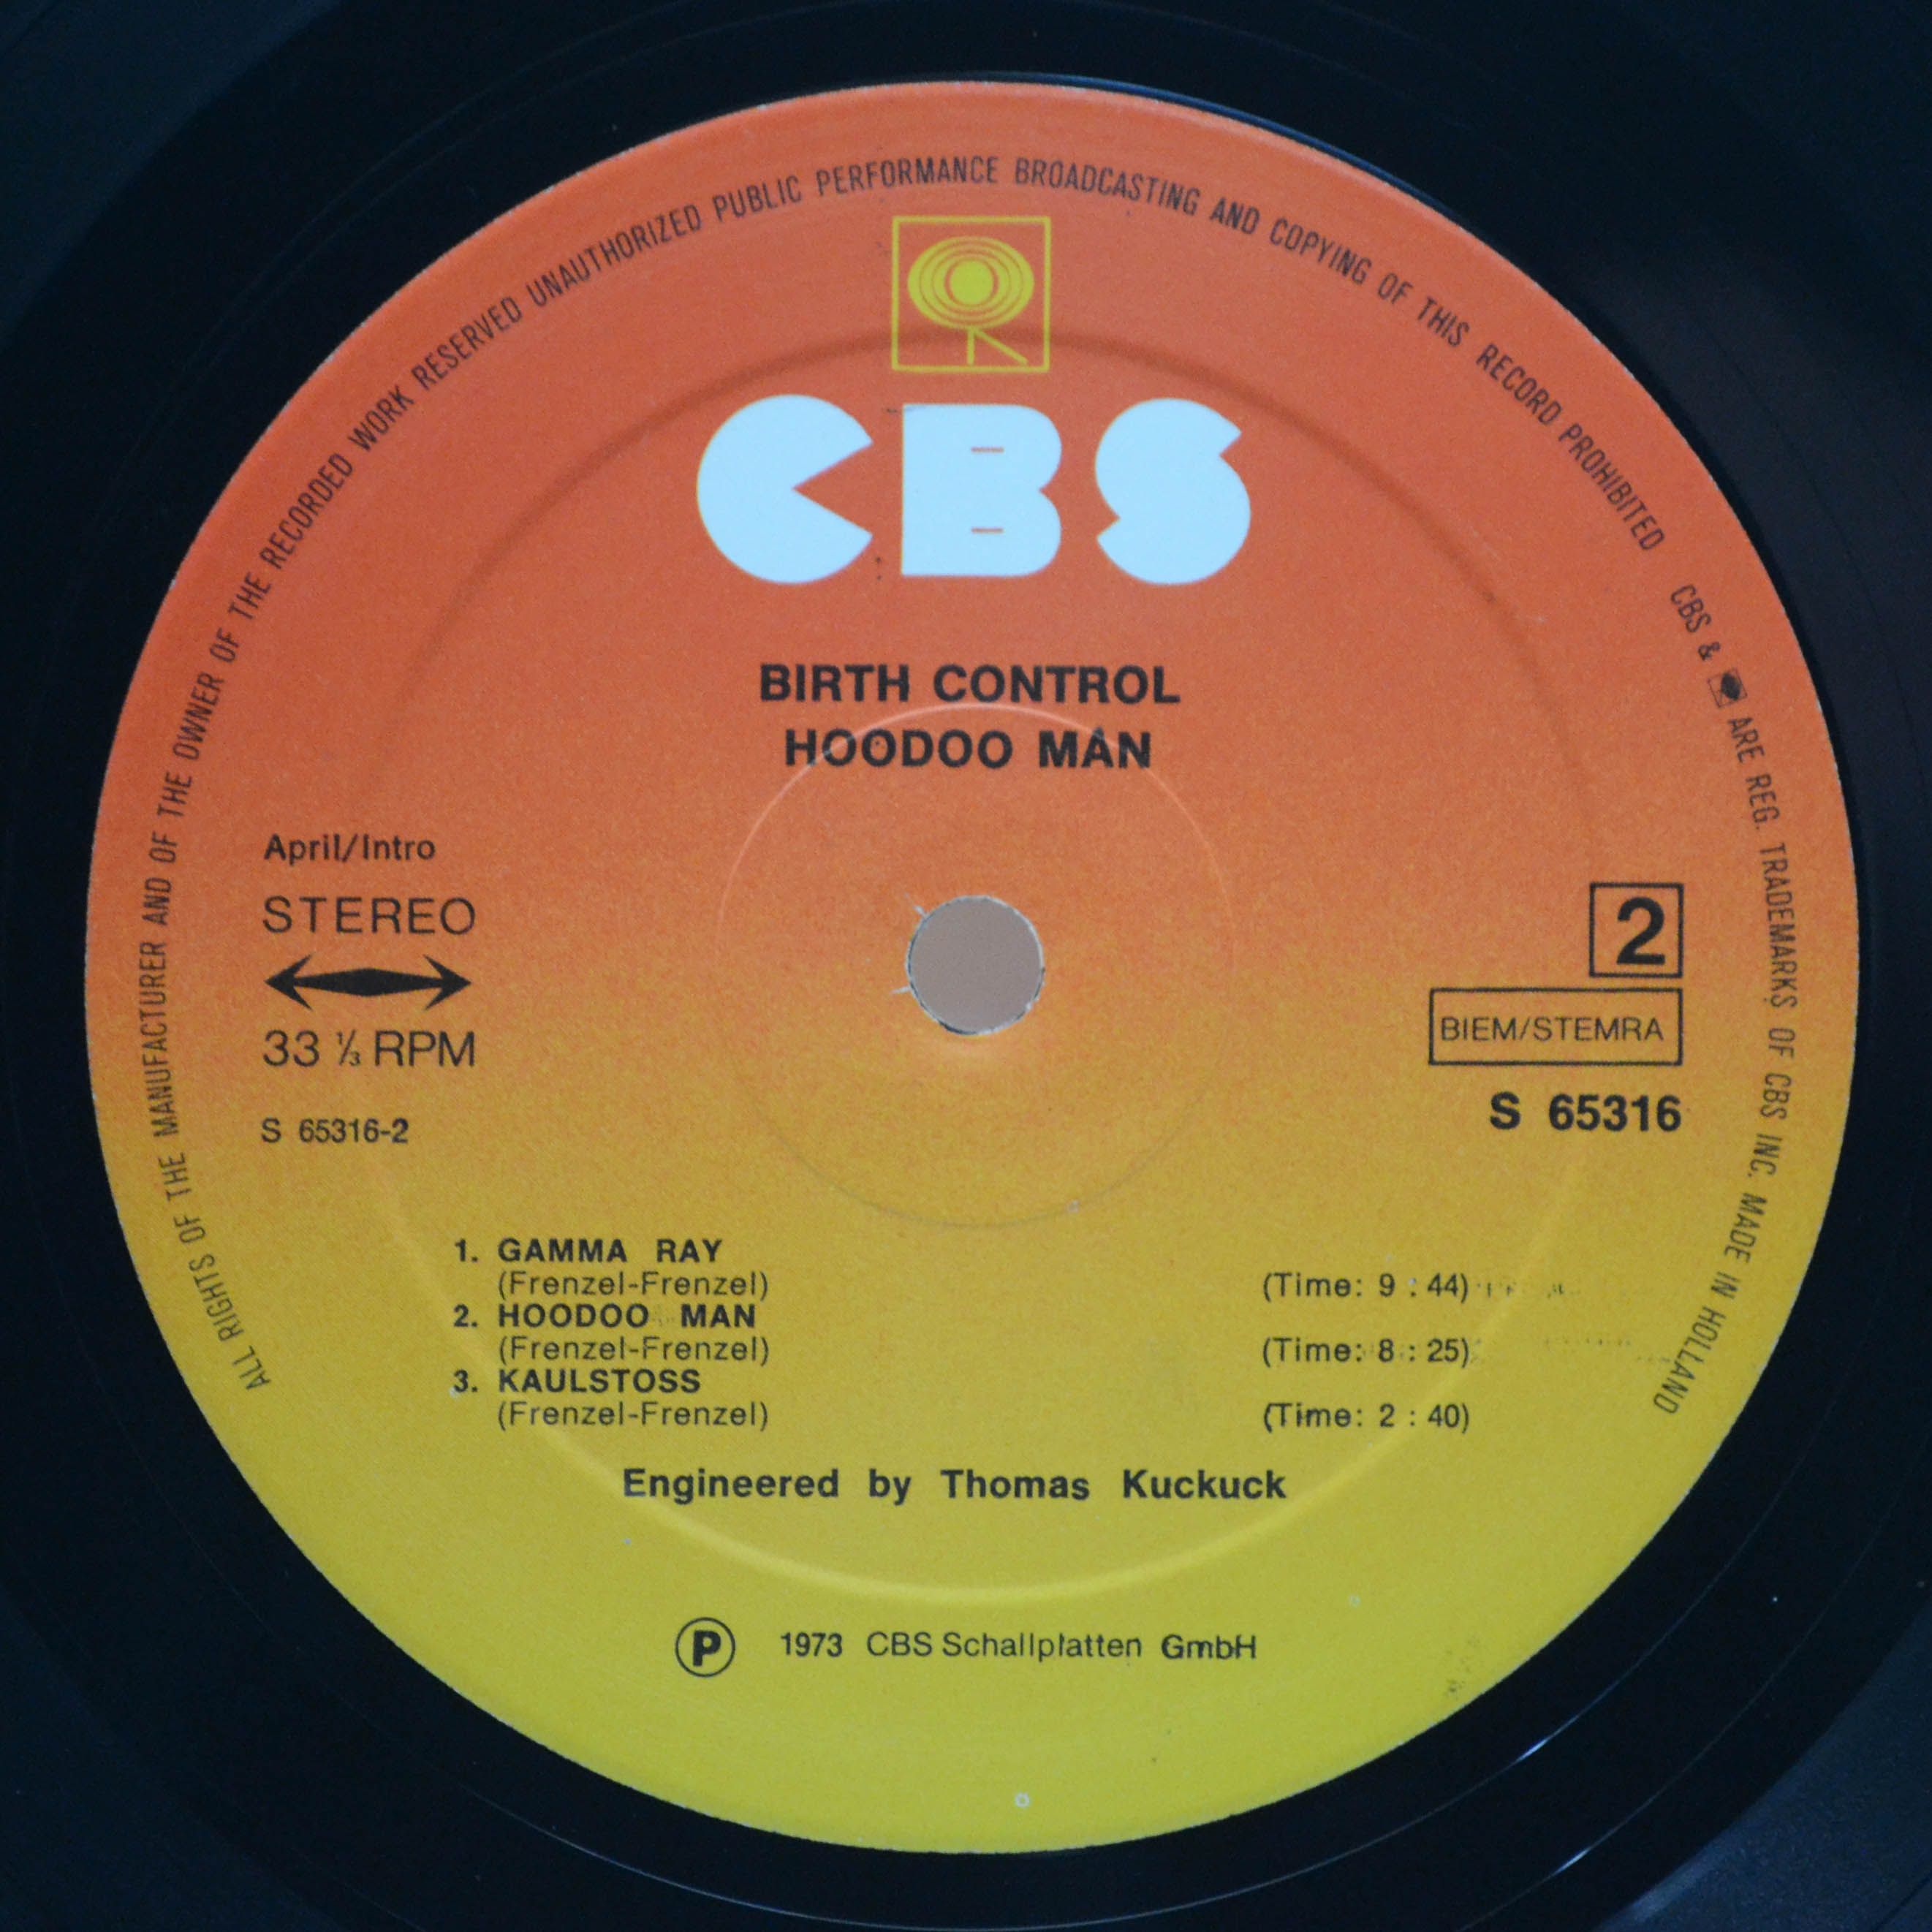 ALL RIGHTS OF THE MANUFACTURER AND OF THE OWNER OF THE RECORDED WORK RESERVED UNAUTHORIZED PUBLIC PERFORMANCE BROADCASTING AND COPYING OF THIS RECORD PROHIBITED CBS & ARE REG. TRADEMARKS OF CBS INC. MADE IN HOLLAND
CBS
BIRTH CONTROL
HOODOO MAN
April/Intro
STEREO
33 ⅓ RPM
S 65316-2
2
BIEM/STEMRA
S 65316
1. GAMMA RAY
(Frenzel-Frenzel) (Time: 9 : 44)
2. HOODOO MAN
(Frenzel-Frenzel) (Time: 8 : 25)
3. KAULSTOSS
(Frenzel-Frenzel) (Time: 2 : 40)
Engineered by Thomas Kuckuck
Ⓟ 1973 CBS Schallplatten GmbH